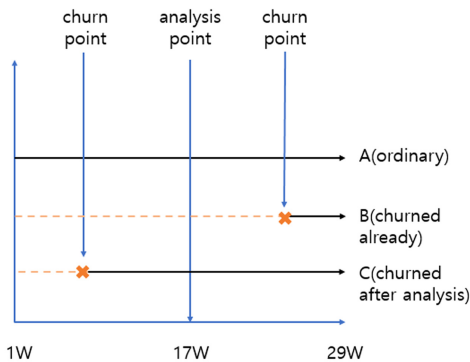 churn
point
analysis
point
churn
point
A(ordinary)
B(churned
already)
C(churned
after analysis)
1W
17W
29W